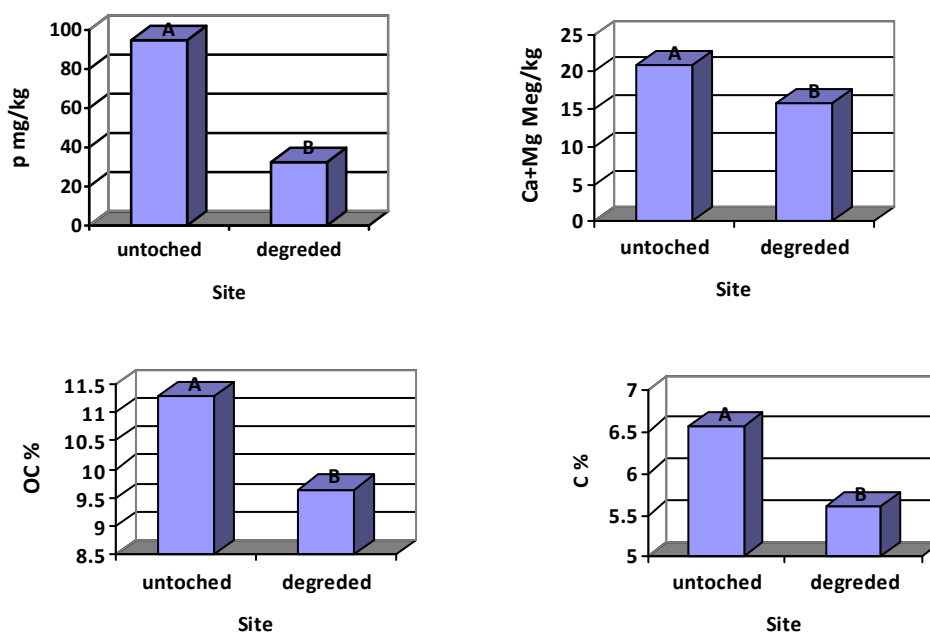 p mg/kg
100
80
60
40
20
0
A
B
untoched degreded
Site
Ca+Mg Meg/kg
25
20
15
10
5
0
A
B
untoched degreded
Site
OC %
11.5
11
10.5
10
9.5
9
8.5
A
B
untoched degreded
Site
C %
7
6.5
6
5.5
5
A
B
untoched degreded
Site